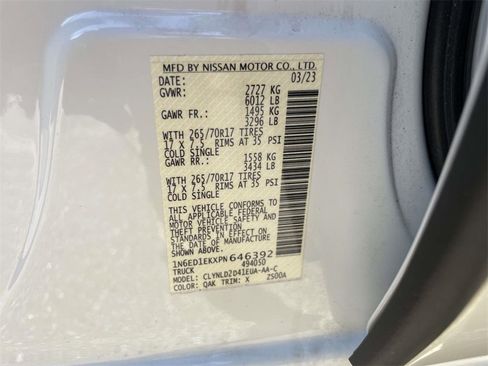 MFD BY NISSAN MOTOR CO., LTD.
DATE: 03/23
GVWR: 2727 KG
6012 LB
GAWR FR.: 1495 KG
3296 LB
WITH 265/70R17 TIRES
17 X 7.5 RIMS AT 35 PSI
COLD SINGLE
GAWR RR.: 1558 KG
3434 LB
WITH 265/70R17 TIRES
17 X 7.5 RIMS AT 35 PSI
COLD SINGLE
THIS VEHICLE CONFORMS TO
ALL APPLICABLE FEDERAL
MOTOR VEHICLE SAFETY
AND THEFT PREVENTION
STANDARDS IN EFFECT ON
THE DATE OF MANUFACTURE
SHOWN ABOVE.
1N6ED1EKXPN646392
TRUCK 494050
MODEL: CLYNLDZD41EUA-AA-C
COLOR: QAK TRIM: X ZS00A